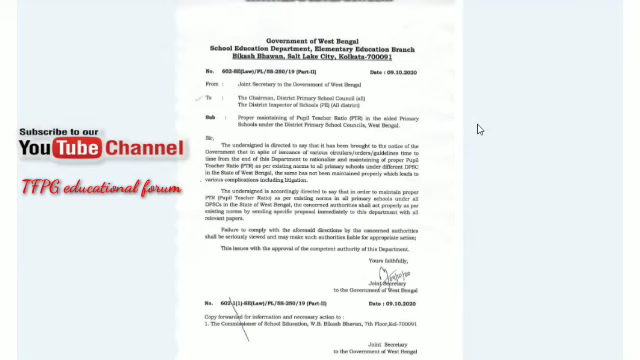 Government of West Bengal
School Education Department, Elementary Education Branch
Bikash Bhawan, Salt Lake City, Kolkata-700091
No. 602-SE(Law)/PL/5S-250/19 (Part-II) Date : 09.10.2020
From : Joint Secretary to the Government of West Bengal
To : The Chairman, District Primary School Council (all)
The District Inspector of Schools (PE) (All district)
Sub : Proper maintaining of Pupil Teacher Ratio (PTR) in the aided Primary
Schools under the District Primary School Councils, West Bengal.
Sir,
The undersigned is directed to say that it has been brought to the notice of the
Government that in spite of issuance of various circulars/orders/guidelines time to
time from the end of this Department to rationalize and maintaining of proper Pupil
Teacher Ratio (PTR) as per existing norms to all primary schools under different DPSC
in the State of West Bengal, the same has not been maintained properly which leads to
various complications including litigation.
The undersigned is accordingly directed to say that in order to maintain proper
PTR (Pupil Teacher Ratio) as per existing norms in all primary schools under all
DPSCs in the State of West Bengal, the concerned authorities shall act properly as per
existing norms by sending specific proposal immediately to this department with all
relevant papers.
Failure to comply with the aforesaid directions by the concerned authorities
shall be seriously viewed and may make such authorities liable for appropriate action;
This issues with the approval of the competent authority of this Department.
Yours faithfully,
Joint Secretary
to the Government of West Bengal
No. 602/1(1)-SE(Law)/PL/5S-250/19 (Part-II) Date : 09.10.2020
Copy forwarded for information and necessary action to :
1. The Commissioner of School Education, W.B. Bikash Bhavan, 7th Floor, Kol-700091
Joint Secretary
to the Government of West Bengal
Subscribe to our
YouTube Channel
TFPG educational forum